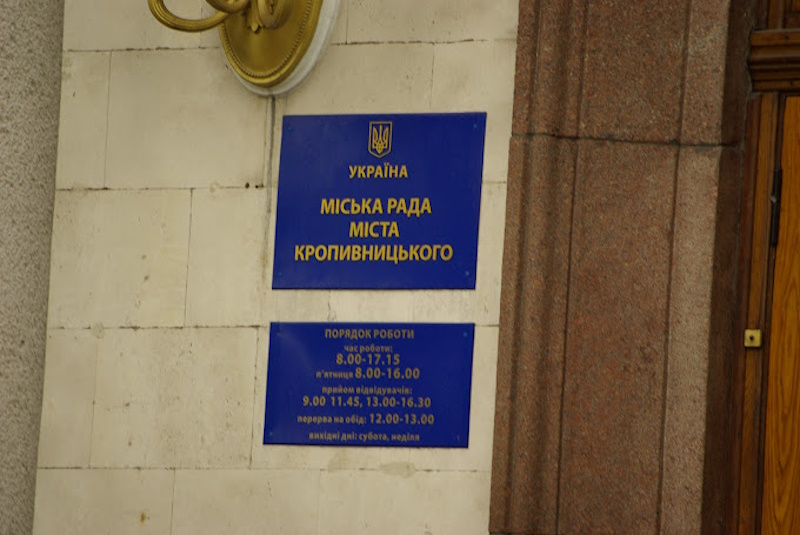 УКРАЇНА
МІСЬКА РАДА
МІСТА
КРОПИВНИЦЬКОГО
ПОРЯДОК РОБОТИ
час роботи:
8.00-17.15
п'ятниця 8.00-16.00
прийом відвідувачів:
9.00 11.45, 13.00-16.30
перерва на обід: 12.00-13.00
вихідні дні: субота, неділя